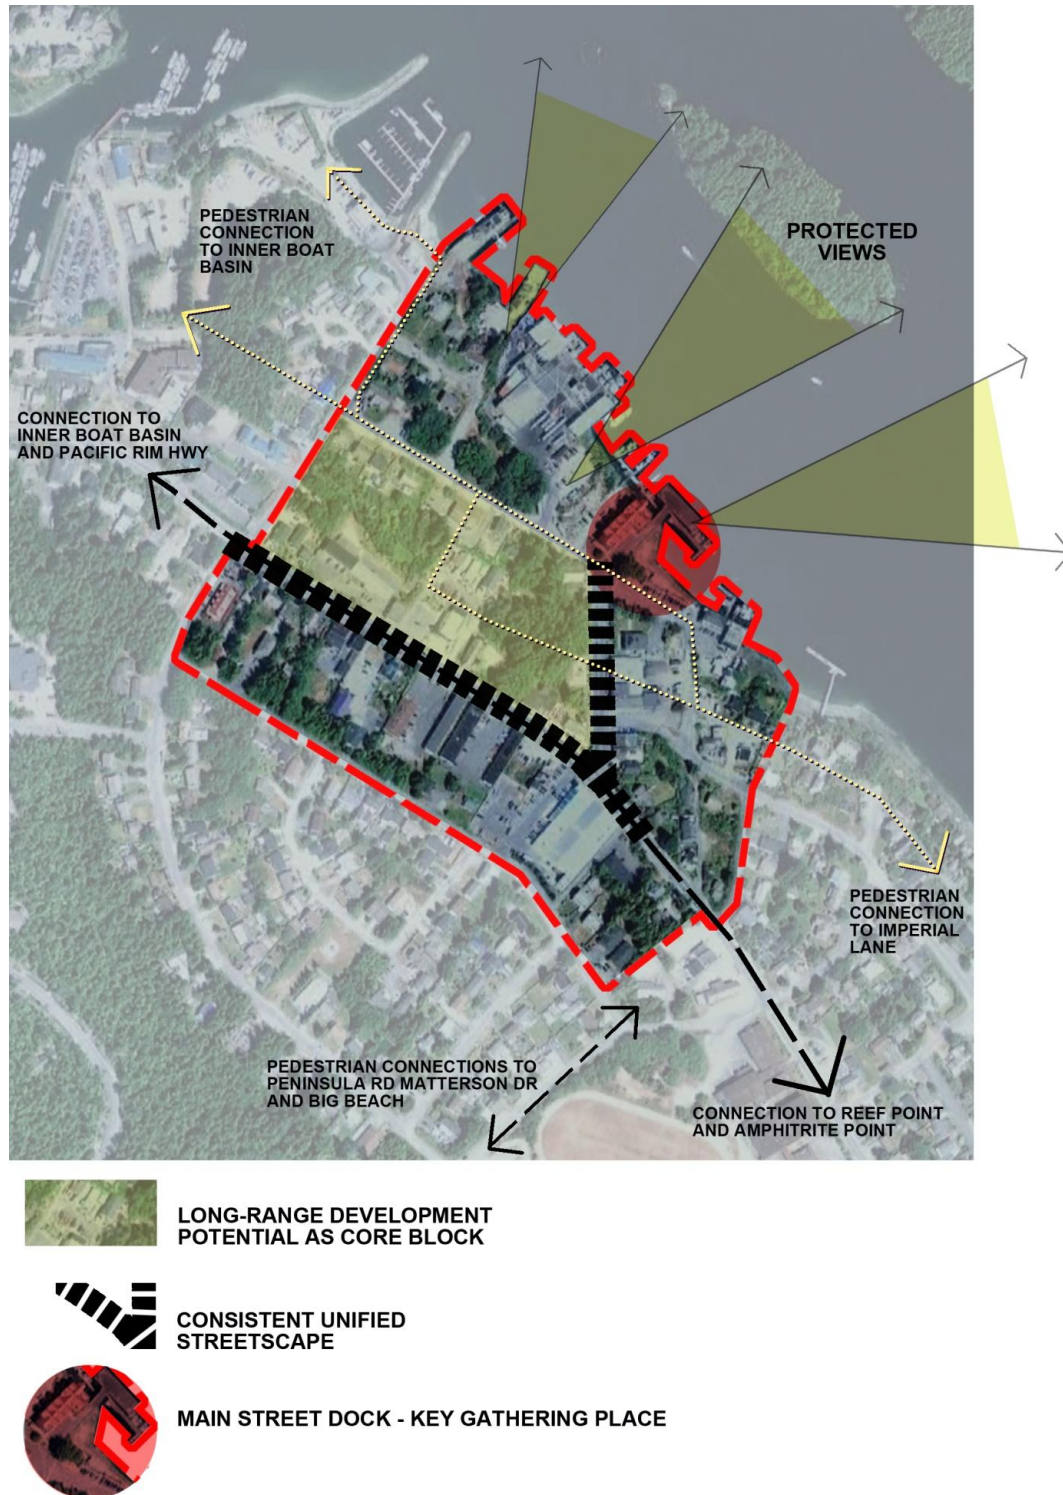 PROTECTED
VIEWS
PEDESTRIAN
CONNECTION
TO INNER BOAT
BASIN
CONNECTION TO
INNER BOAT BASIN
AND PACIFIC RIM HWY
PEDESTRIAN
CONNECTION
TO IMPERIAL
LANE
PEDESTRIAN CONNECTIONS TO
PENINSULA RD MATTERSON DR
AND BIG BEACH
CONNECTION TO REEF POINT
AND AMPHITRITE POINT
LONG-RANGE DEVELOPMENT
POTENTIAL AS CORE BLOCK
CONSISTENT UNIFIED
STREETSCAPE
MAIN STREET DOCK - KEY GATHERING PLACE